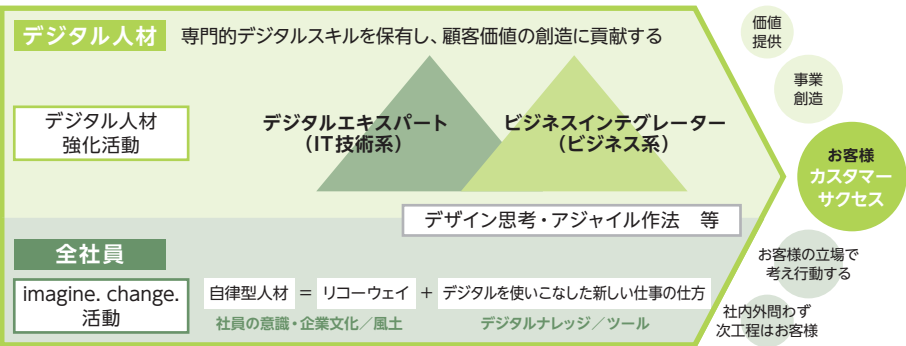 デジタル人材 専門的デジタルスキルを保有し、顧客価値の創造に貢献する
デジタル人材
強化活動
デジタルエキスパート
（IT技術系）
ビジネスインテグレーター
（ビジネス系）
デザイン思考・アジャイル作法 等
全社員
imagine. change.
活動
自律型人材 = リコーウェイ + デジタルを使いこなした新しい仕事の仕方
社員の意識・企業文化／風土
デジタルナレッジ／ツール
価値
提供
事業
創造
お客様
カスタマー
サクセス
お客様の立場で
考え行動する
社内外問わず
次工程はお客様